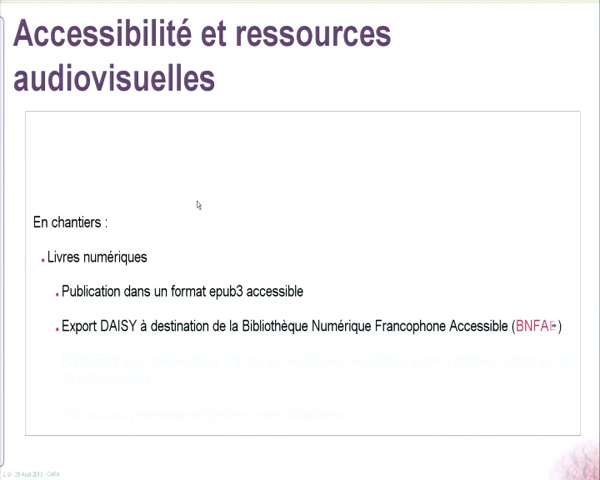 Accessibilité et ressources
audiovisuelles
En chantiers :
Livres numériques
Publication dans un format epub3 accessible
Export DAISY à destination de la Bibliothèque Numérique Francophone Accessible (BNFA)